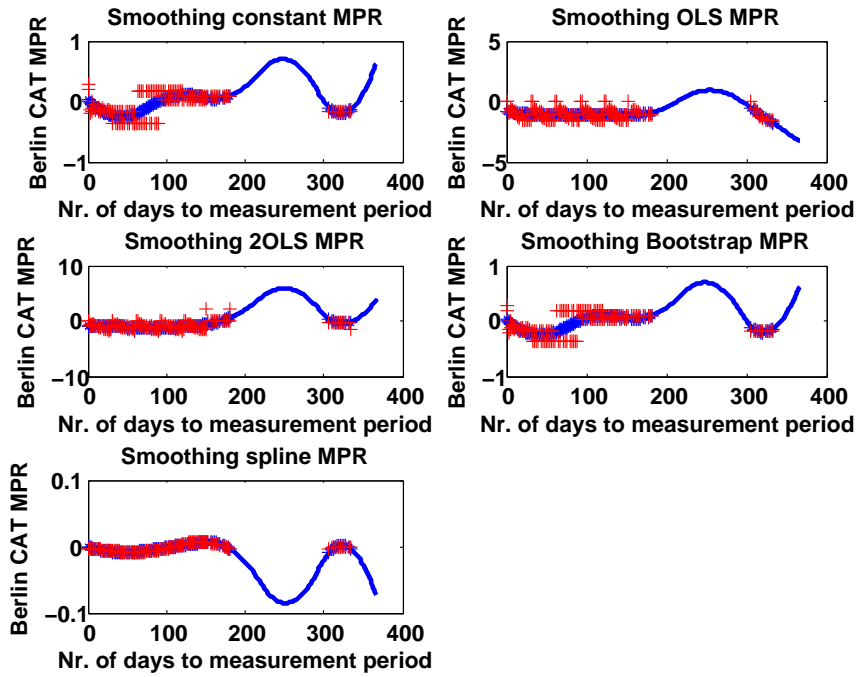 Smoothing constant MPR
1
0
−1
0 100 200 300 400
Berlin CAT MPR
Nr. of days to measurement period
Smoothing OLS MPR
5
0
−5
0 100 200 300 400
Berlin CAT MPR
Nr. of days to measurement period
Smoothing 2OLS MPR
10
0
−10
0 100 200 300 400
Berlin CAT MPR
Nr. of days to measurement period
Smoothing Bootstrap MPR
1
0
−1
0 100 200 300 400
Berlin CAT MPR
Nr. of days to measurement period
Smoothing spline MPR
0.1
0
−0.1
0 100 200 300 400
Berlin CAT MPR
Nr. of days to measurement period